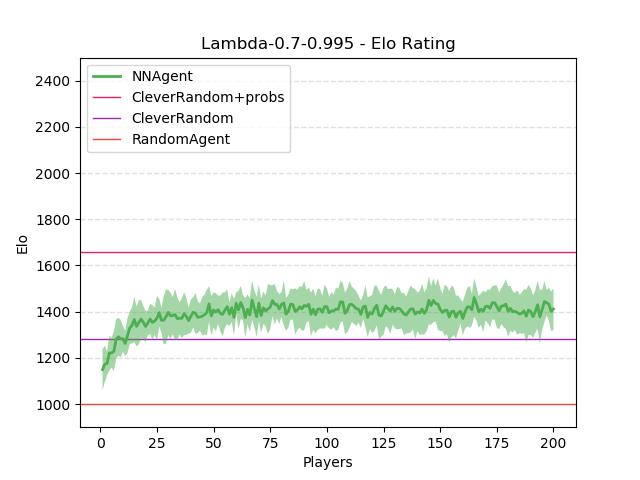 Lambda-0.7-0.995 - Elo Rating
NNAgent
CleverRandom+probs
CleverRandom
RandomAgent
Elo
2400
2200
2000
1800
1600
1400
1200
1000
0 25 50 75 100 125 150 175 200
Players